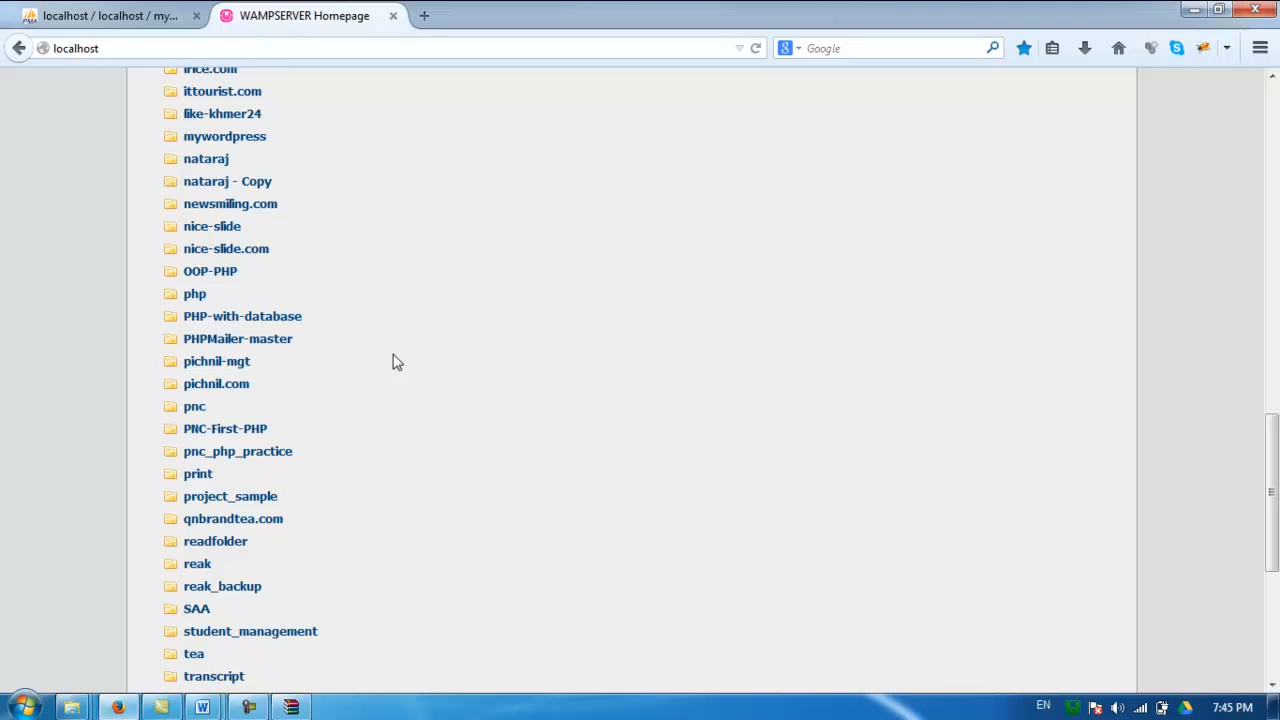 localhost / localhost / my...
WAMPSERVER Homepage
localhost
Google
irice.com
ittourist.com
like-khmer24
mywordpress
nataraj
nataraj - Copy
newsmiling.com
nice-slide
nice-slide.com
OOP-PHP
php
PHP-with-database
PHPMailer-master
pichnil-mgt
pichnil.com
pnc
PNC-First-PHP
pnc_php_practice
print
project_sample
qnbrandtea.com
readfolder
reak
reak_backup
SAA
student_management
tea
transcript
EN
7:45 PM